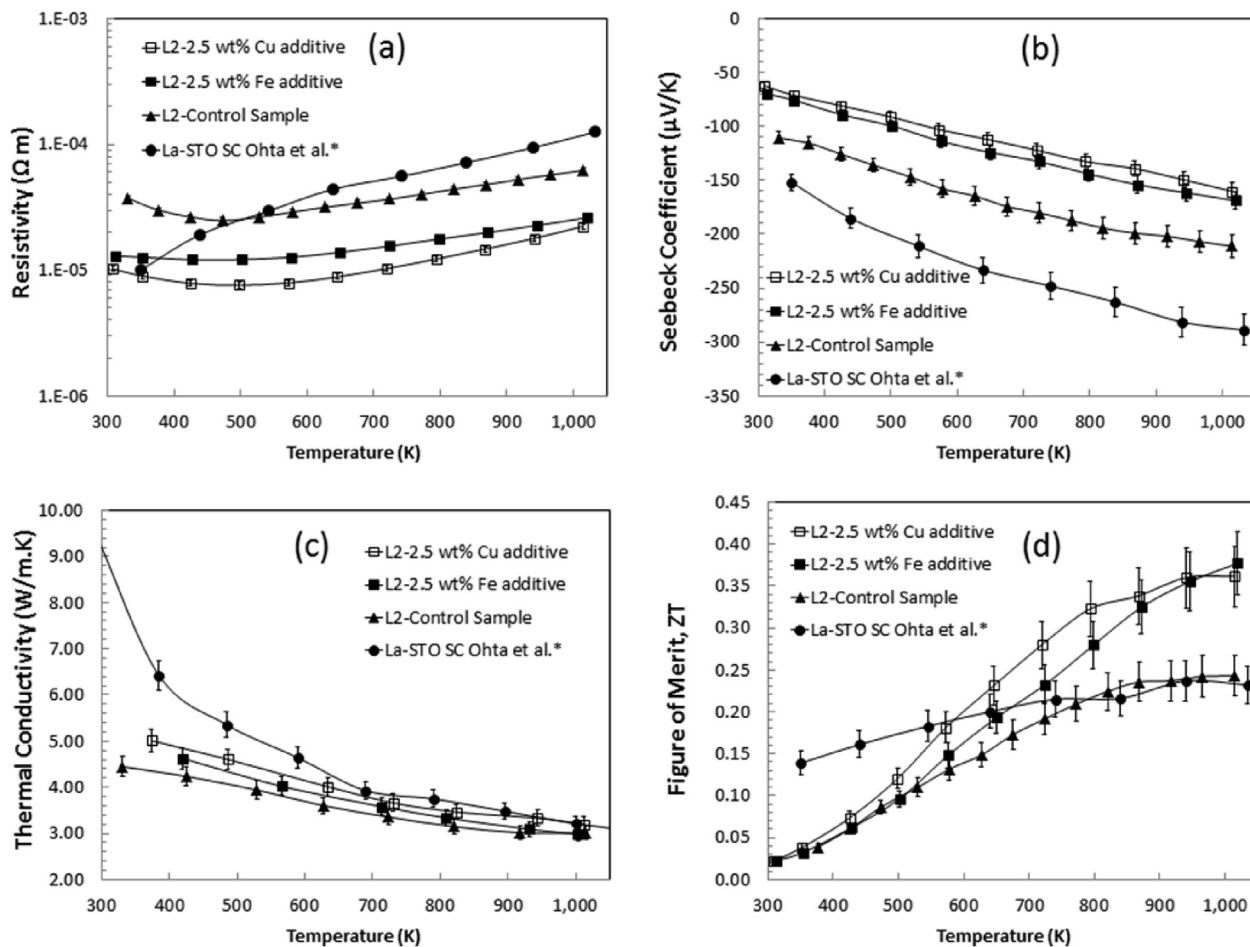 1.E-03
1.E-04
1.E-05
1.E-06
Resistivity (Ω m)
(a)
L2-2.5 wt% Cu additive
L2-2.5 wt% Fe additive
L2-Control Sample
La-STO SC Ohta et al.*
300 400 500 600 700 800 900 1,000
Temperature (K)
0
-50
-100
-150
-200
-250
-300
-350
Seebeck Coefficient (μV/K)
(b)
L2-2.5 wt% Cu additive
L2-2.5 wt% Fe additive
L2-Control Sample
La-STO SC Ohta et al.*
300 400 500 600 700 800 900 1,000
Temperature (K)
10.00
9.00
8.00
7.00
6.00
5.00
4.00
3.00
2.00
Thermal Conductivity (W/m.K)
(c)
L2-2.5 wt% Cu additive
L2-2.5 wt% Fe additive
L2-Control Sample
La-STO SC Ohta et al.*
300 400 500 600 700 800 900 1,000
Temperature (K)
0.45
0.40
0.35
0.30
0.25
0.20
0.15
0.10
0.05
0.00
Figure of Merit, ZT
(d)
L2-2.5 wt% Cu additive
L2-2.5 wt% Fe additive
L2-Control Sample
La-STO SC Ohta et al.*
300 400 500 600 700 800 900 1,000
Temperature (K)